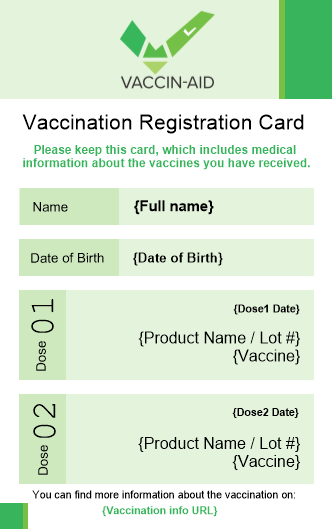 VACCIN-AID
Vaccination Registration Card
Please keep this card, which includes medical
information about the vaccines you have received.
Name
{Full name}
Date of Birth
{Date of Birth}
Dose 01
{Dose1 Date}
{Product Name / Lot #}
{Vaccine}
Dose 02
{Dose2 Date}
{Product Name / Lot #}
{Vaccine}
You can find more information about the vaccination on:
{Vaccination info URL}